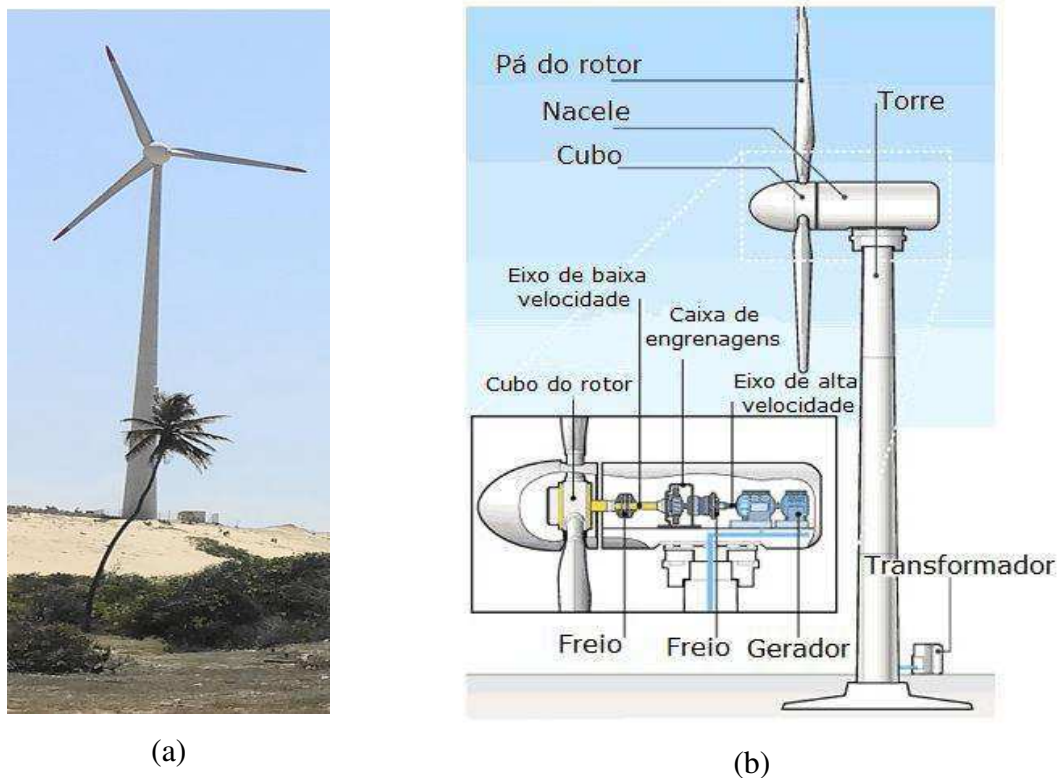 Pá do rotor
Nacele
Cubo
Torre
Eixo de baixa
velocidade
Caixa de
engrenagens
Cubo do rotor
Eixo de alta
velocidade
Transformador
Freio
Freio
Gerador
(a)
(b)